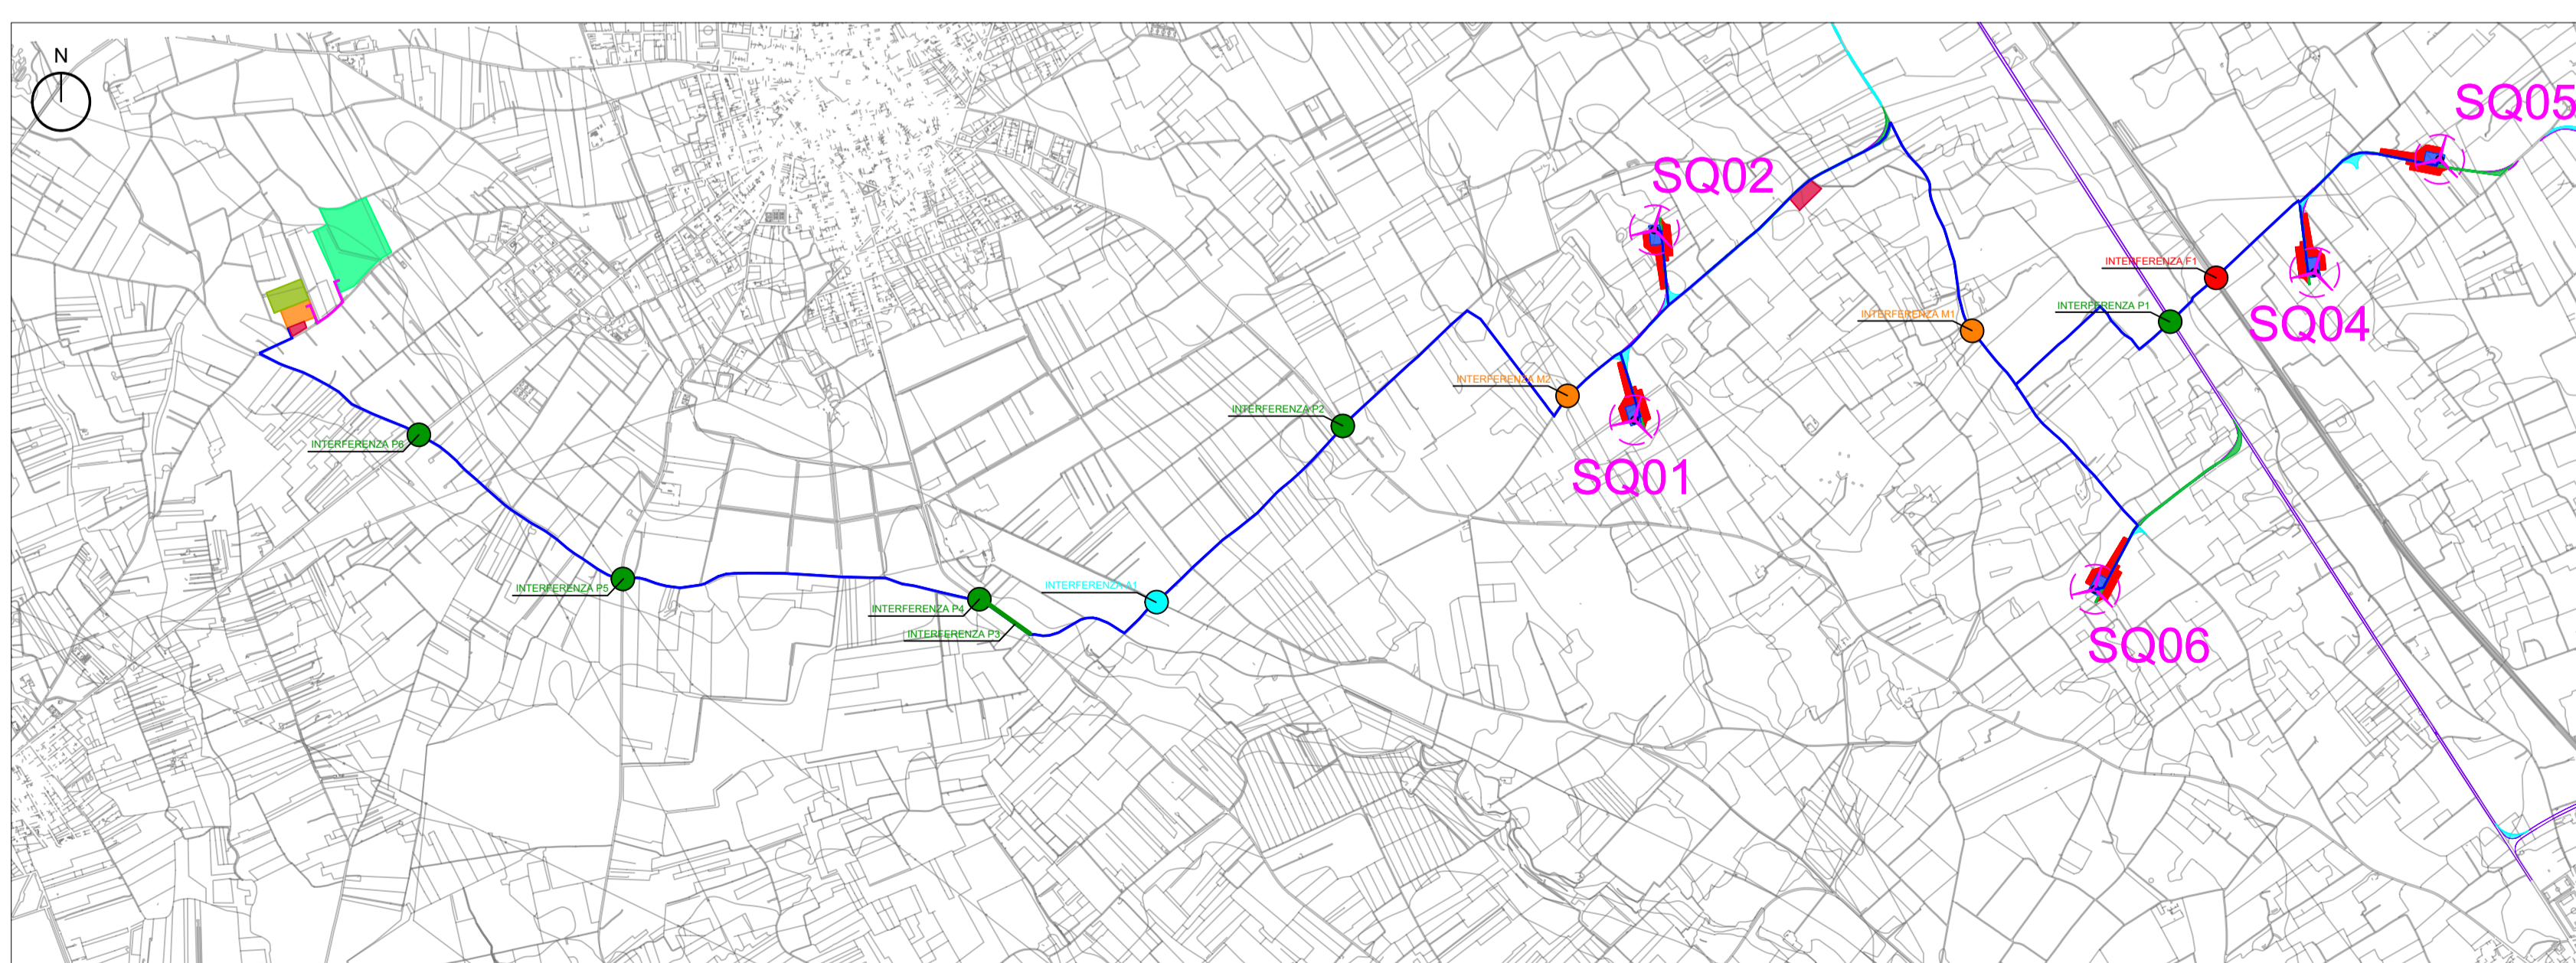 N
SQ05
SQ02
INTERFERENZA F1
INTERFERENZA P1
INTERFERENZA M1
SQ04
INTERFERENZA M2
INTERFERENZA P2
INTERFERENZA P6
SQ01
INTERFERENZA P5
INTERFERENZA A1
INTERFERENZA P4
INTERFERENZA P3
SQ06